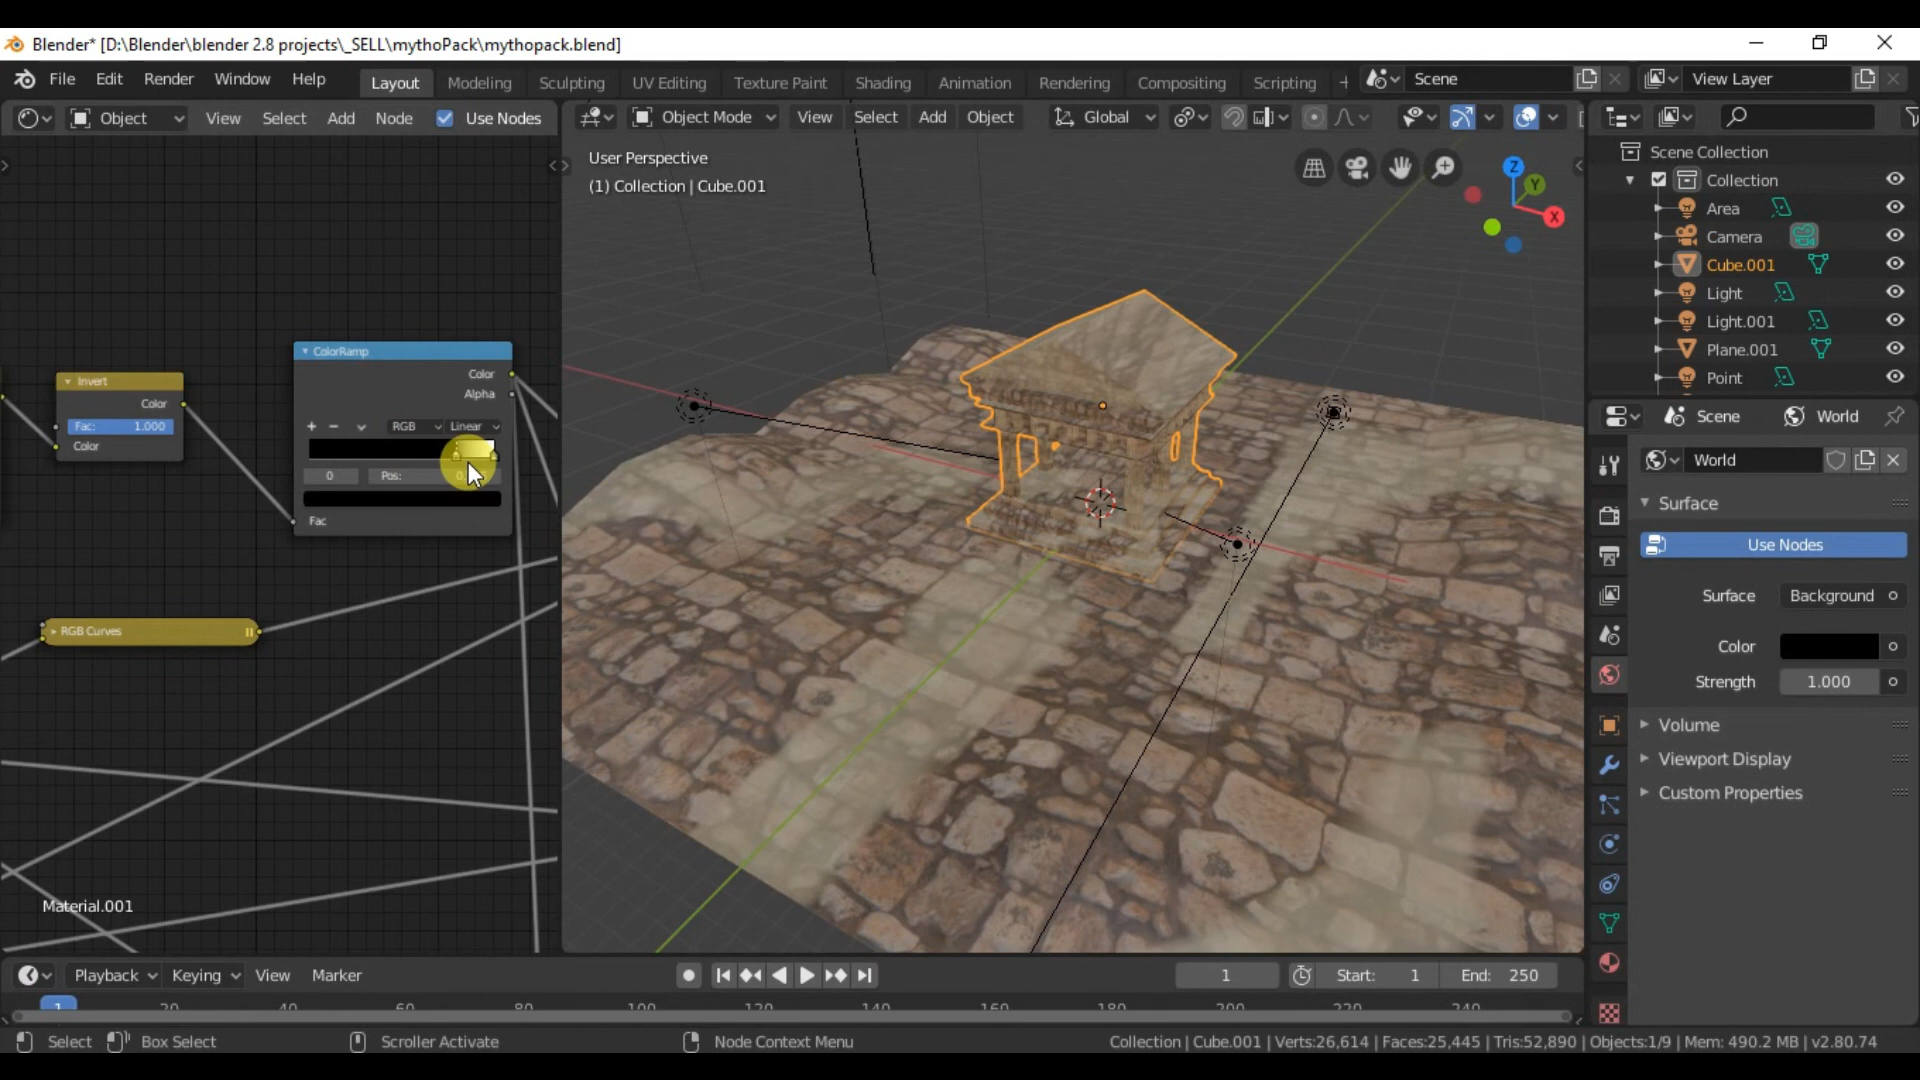 Blender* [D:\Blender\blender 2.8 projects\_SELL\mythoPack\mythopack.blend]
File Edit Render Window Help Layout Modeling Sculpting UV Editing Texture Paint Shading Animation Rendering Compositing Scripting + Scene View Layer
Object View Select Add Node Use Nodes Object Mode View Select Add Object Global
User Perspective
(1) Collection | Cube.001
Z
Y
X
Scene Collection
Collection
Area
Camera
Cube.001
Light
Light.001
Plane.001
Point
ColorRamp
Color
Alpha
RGB Linear
0 Pos:
Fac
Invert
Color
Fac: 1.000
Color
RGB Curves
Material.001
Scene World
World
Surface
Use Nodes
Surface Background
Color
Strength 1.000
Volume
Viewport Display
Custom Properties
Playback Keying View Marker 1 Start: 1 End: 250
1 20 40 60 80 100 120 140 160 180 200 220 240
Select Box Select Scroller Activate Node Context Menu Collection | Cube.001 | Verts:26,614 | Faces:25,445 | Tris:52,890 | Objects:1/9 | Mem: 490.2 MB | v2.80.74